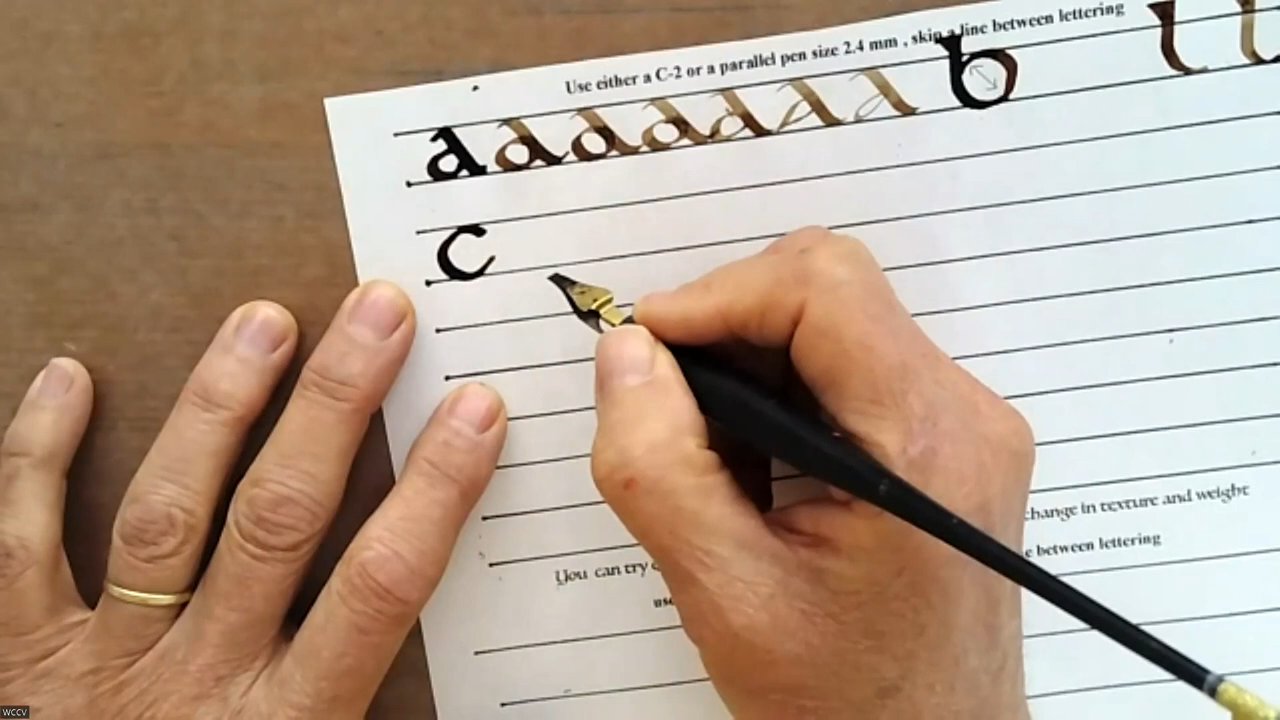 Use either a C-2 or a parallel pen size 2.4 mm , skip a line between lettering
a a a a a a a b l l
c
change in texture and weight
You can try
e between lettering
use
WCCV